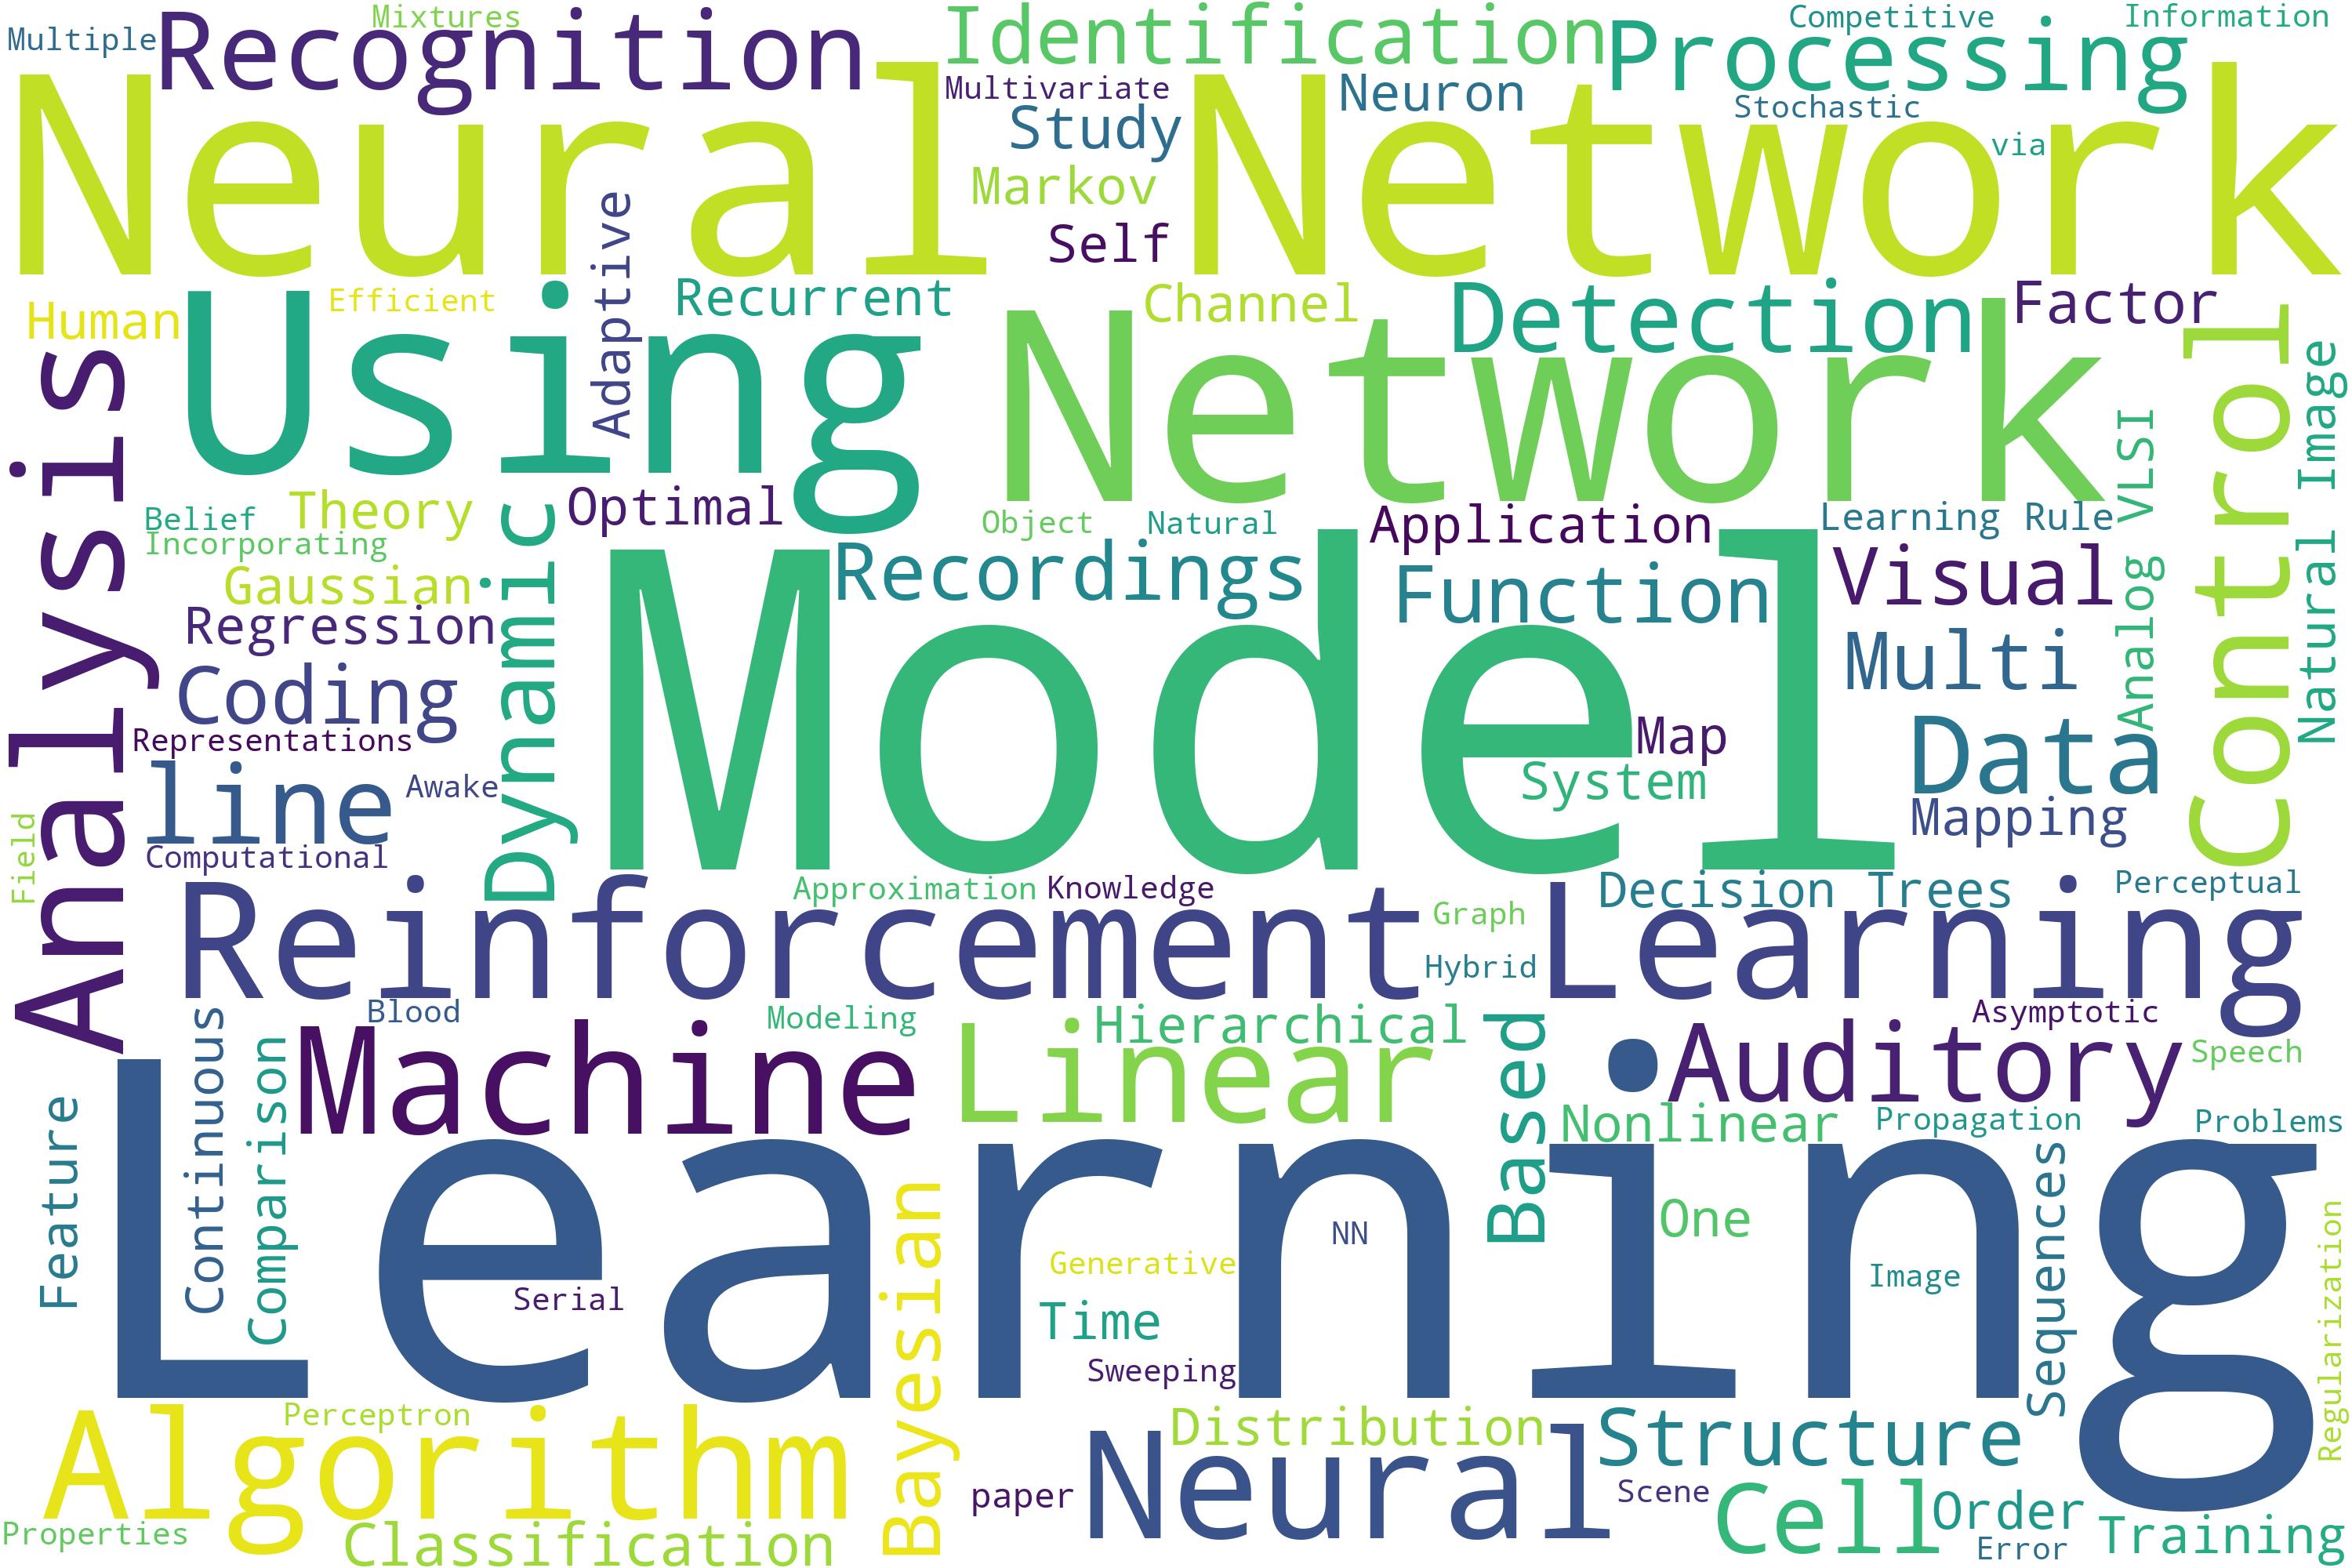 Multiple
Mixtures
Recognition
Identification
Competitive
Information
Processing
Neural Network
Multivariate
Neuron
Study
Stochastic
via
Markov
Self
Adaptive
Human
Efficient
Recurrent
Channel
Detection
Factor
Using
Network
Control
Natural Image
Analysis
Analog VLSI
Belief
Theory
Optimal
Object
Natural
Application
Learning Rule
Incorporating
Dynamic
Gaussian
Recordings
Function
Visual
Regression
Model
Multi
Coding
Representations
Map
Data
line
Awake
System
Mapping
Field
Computational
Approximation
Knowledge
Decision Trees
Perceptual
Reinforcement Learning
Graph
Hybrid
Blood
Modeling
Hierarchical
Asymptotic
Continuous
Machine
Linear
Based
Auditory
Speech
Comparison
Feature
Nonlinear
Propagation
Problems
Learning
Sequences
Bayesian
NN
One
Generative
Image
Regularization
Serial
Time
Sweeping
Algorithm
Perceptron
Distribution
Structure
Neural
paper
Scene
Cell
Order
Properties
Classification
Training
Error